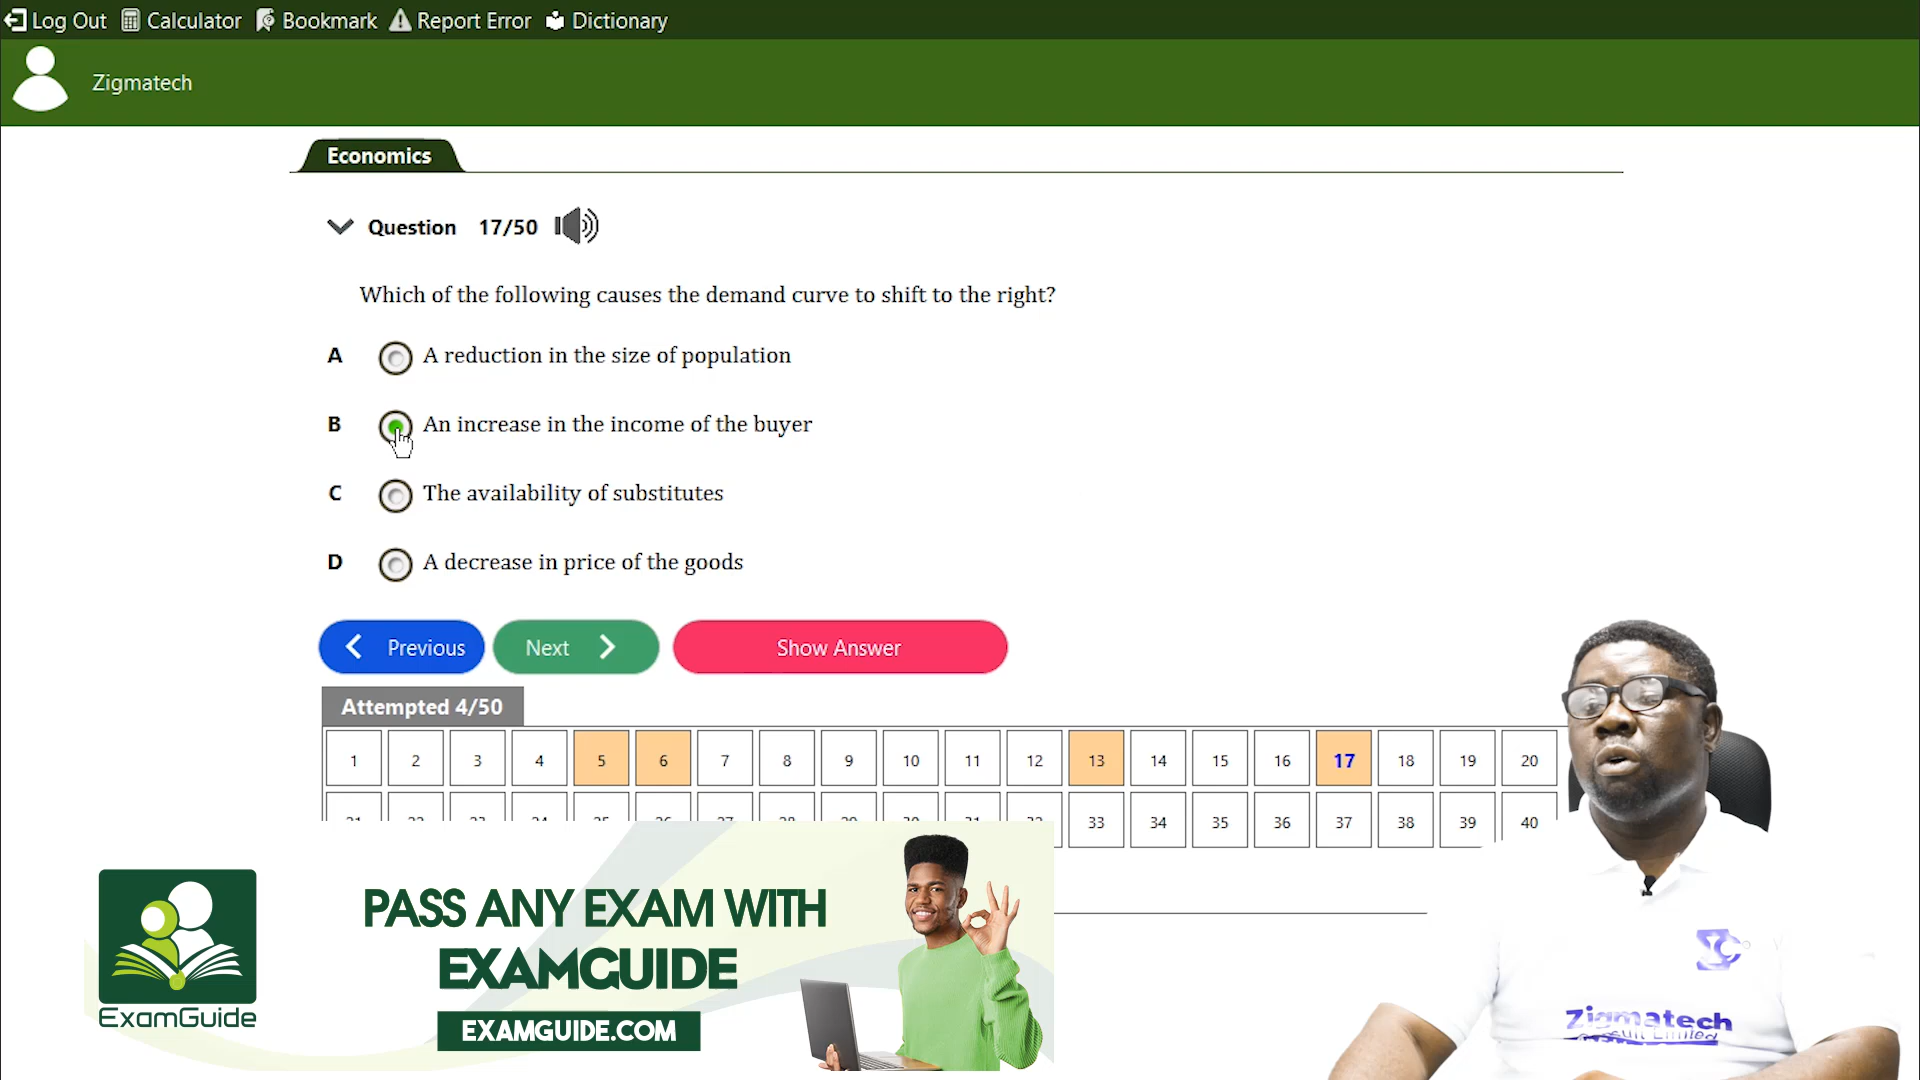 Log Out Calculator Bookmark Report Error Dictionary
Zigmatech
Economics
Question 17/50
Which of the following causes the demand curve to shift to the right?
A A reduction in the size of population
B An increase in the income of the buyer
C The availability of substitutes
D A decrease in price of the goods
Previous Next Show Answer
Attempted 4/50
1 2 3 4 5 6 7 8 9 10 11 12 13 14 15 16 17 18 19 20
33 34 35 36 37 38 39 40
ExamGuide
PASS ANY EXAM WITH
EXAMGUIDE
EXAMGUIDE.COM
Zigmatech
Limited